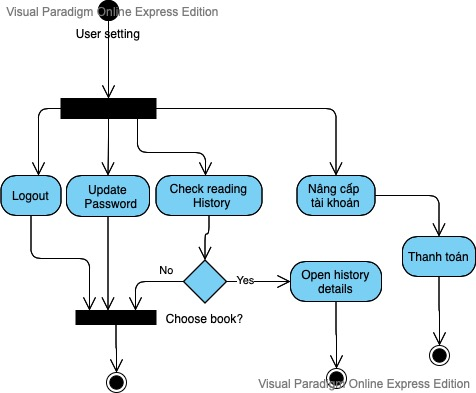 Visual Paradigm Online Express Edition
User setting
Logout
Update
Password
Check reading
History
Nâng cấp
tài khoản
Thanh toán
No
Yes
Open history
details
Choose book?
Visual Paradigm Online Express Edition